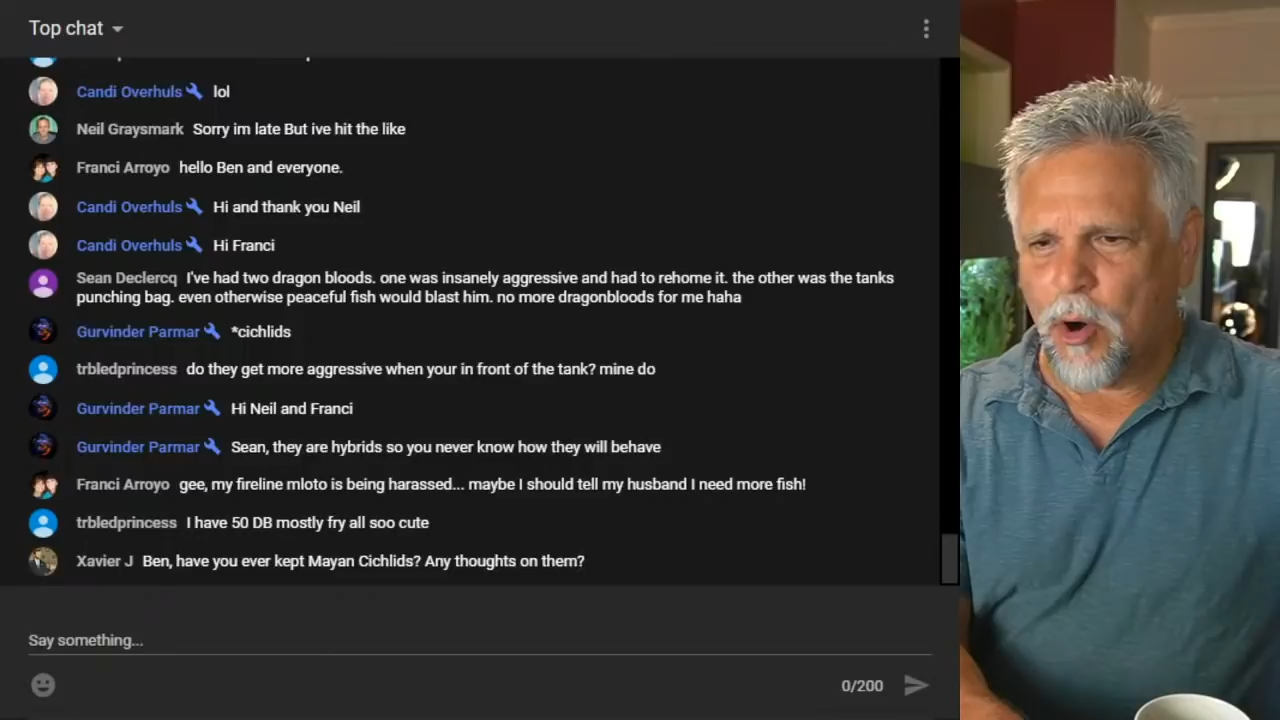 Top chat
Candi Overhuls lol
Neil Graysmark Sorry im late But ive hit the like
Franci Arroyo hello Ben and everyone.
Candi Overhuls Hi and thank you Neil
Candi Overhuls Hi Franci
Sean Declercq I've had two dragon bloods. one was insanely aggressive and had to rehome it. the other was the tanks
punching bag. even otherwise peaceful fish would blast him. no more dragonbloods for me haha
Gurvinder Parmar *cichlids
trbledprincess do they get more aggressive when your in front of the tank? mine do
Gurvinder Parmar Hi Neil and Franci
Gurvinder Parmar Sean, they are hybrids so you never know how they will behave
Franci Arroyo gee, my fireline mloto is being harassed... maybe I should tell my husband I need more fish!
trbledprincess I have 50 DB mostly fry all soo cute
Xavier J Ben, have you ever kept Mayan Cichlids? Any thoughts on them?
Say something...
0/200